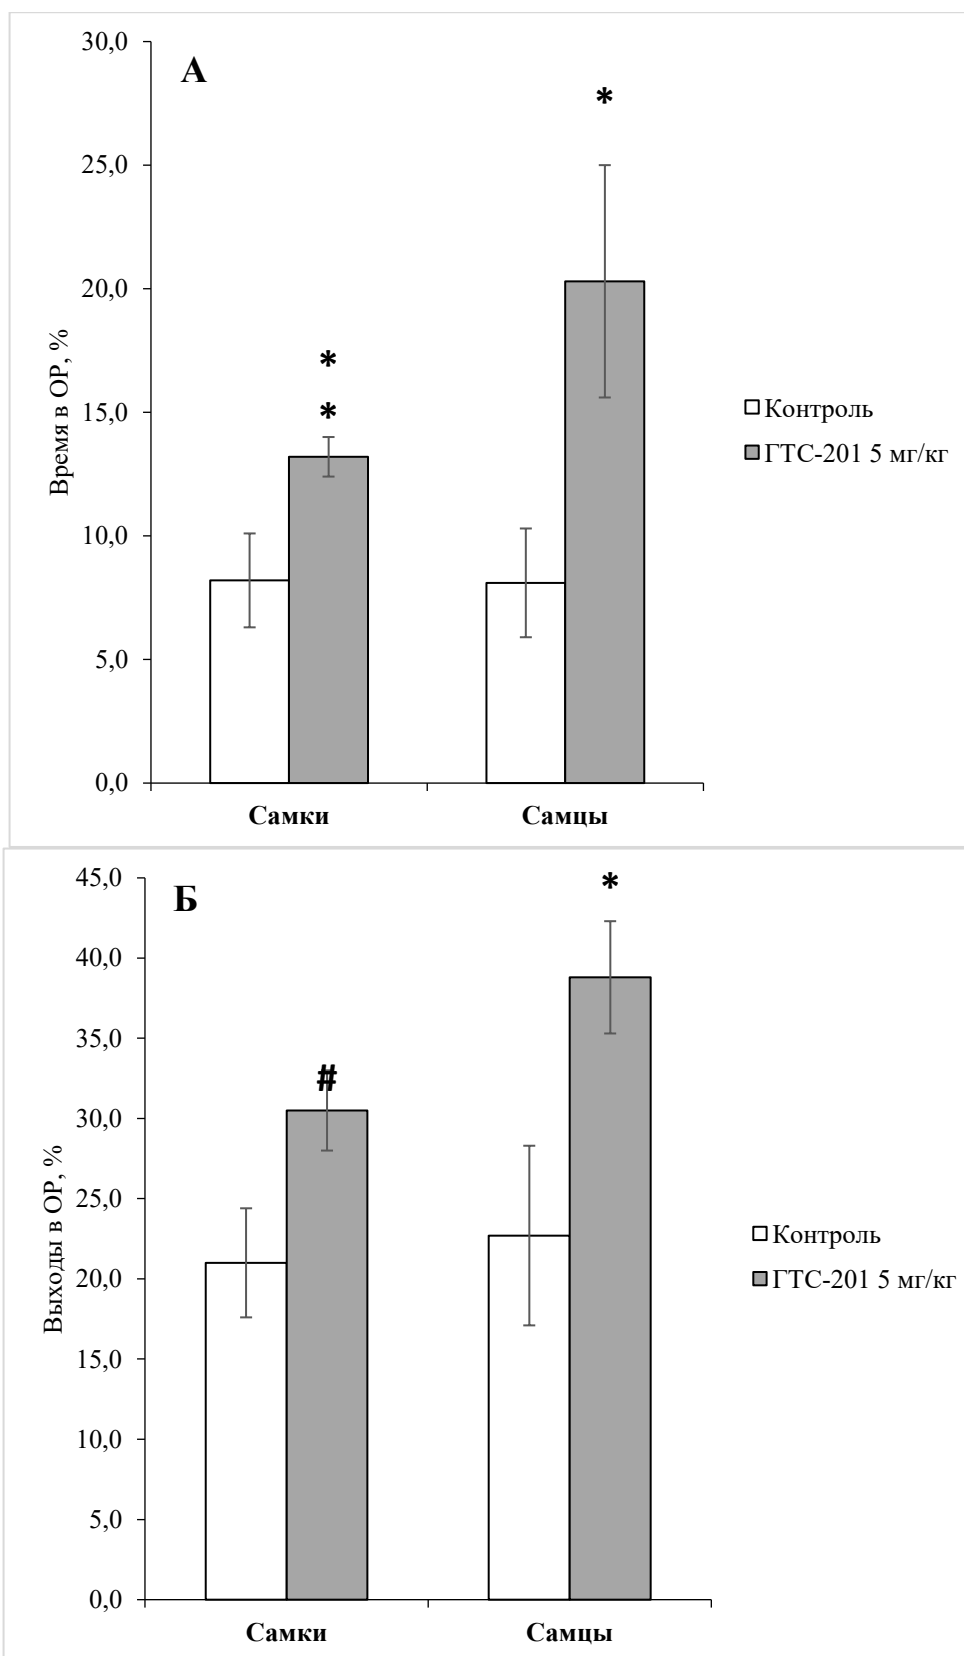 А
30,0
25,0
20,0
15,0
10,0
5,0
0,0
Время в ОР, %
*
*
*
Самки
Самцы
Контроль
ГТС-201 5 мг/кг
Б
45,0
40,0
35,0
30,0
25,0
20,0
15,0
10,0
5,0
0,0
Выходы в ОР, %
#
*
Самки
Самцы
Контроль
ГТС-201 5 мг/кг